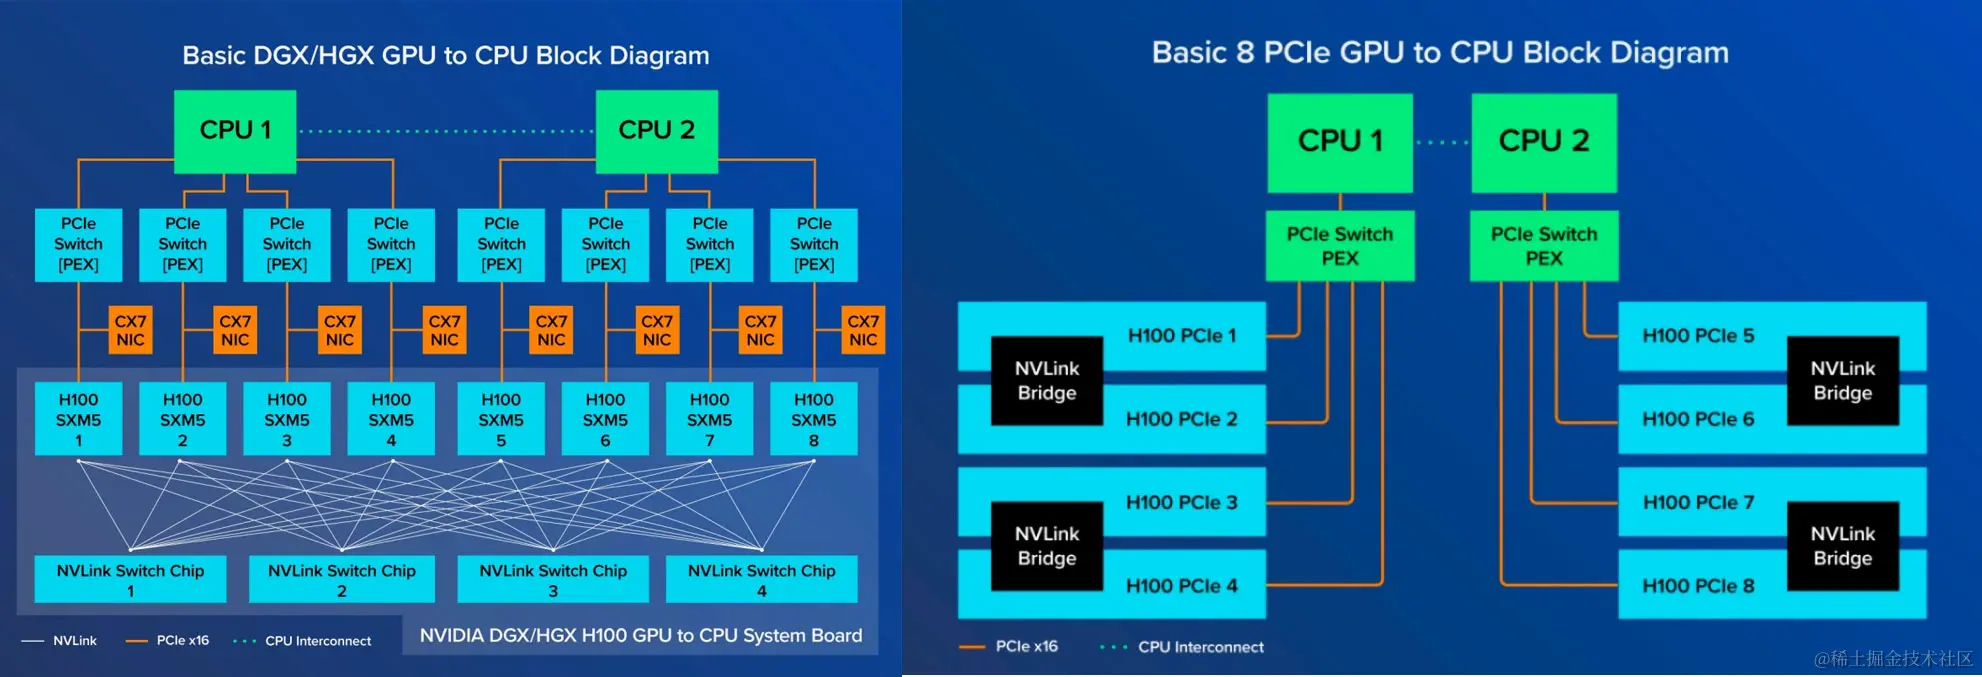 Basic DGX/HGX GPU to CPU Block Diagram
CPU 1
CPU 2
PCIe
Switch
[PEX]
PCIe
Switch
[PEX]
PCIe
Switch
[PEX]
PCIe
Switch
[PEX]
PCIe
Switch
[PEX]
PCIe
Switch
[PEX]
PCIe
Switch
[PEX]
PCIe
Switch
[PEX]
CX7
NIC
CX7
NIC
CX7
NIC
CX7
NIC
CX7
NIC
CX7
NIC
CX7
NIC
CX7
NIC
H100
SXM5
1
H100
SXM5
2
H100
SXM5
3
H100
SXM5
4
H100
SXM5
5
H100
SXM5
6
H100
SXM5
7
H100
SXM5
8
NVLink Switch Chip
1
NVLink Switch Chip
2
NVLink Switch Chip
3
NVLink Switch Chip
4
NVLink
PCIe x16
CPU Interconnect
NVIDIA DGX/HGX H100 GPU to CPU System Board
Basic 8 PCIe GPU to CPU Block Diagram
CPU 1
CPU 2
PCIe Switch
PEX
PCIe Switch
PEX
H100 PCIe 1
NVLink
Bridge
H100 PCIe 2
H100 PCIe 3
NVLink
Bridge
H100 PCIe 4
H100 PCIe 5
NVLink
Bridge
H100 PCIe 6
H100 PCIe 7
NVLink
Bridge
H100 PCIe 8
PCIe x16
CPU Interconnect
@稀土掘金技术社区